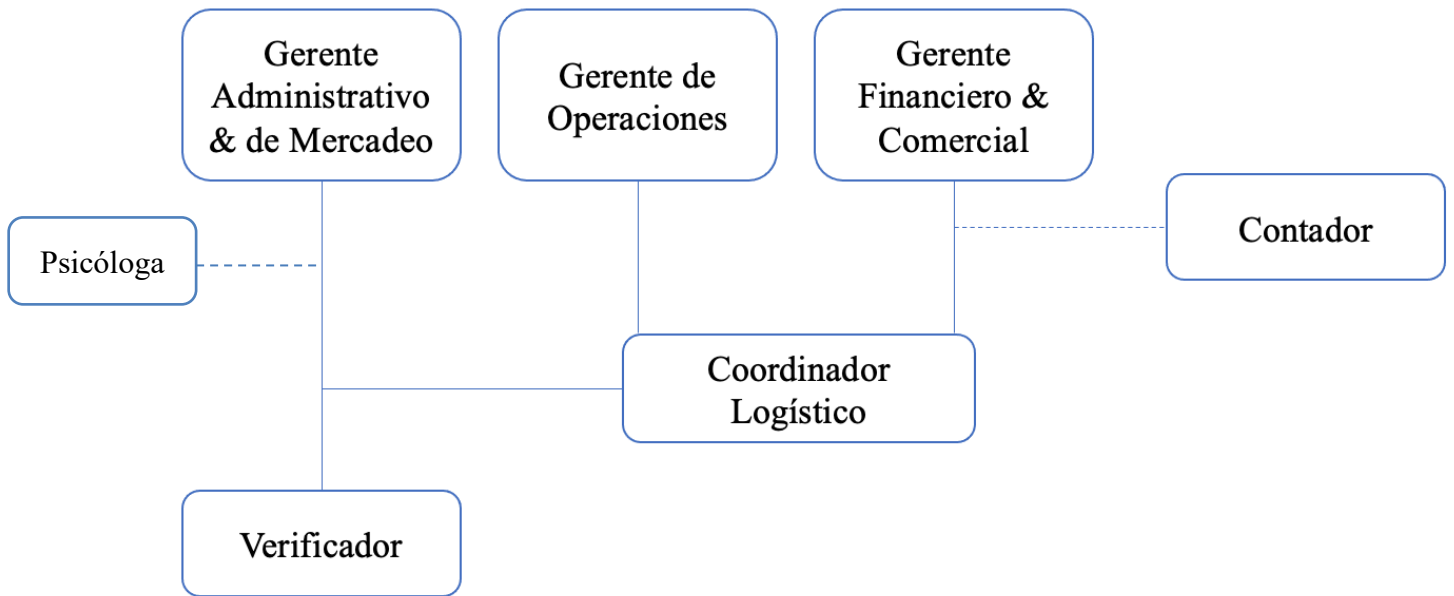 Gerente
Administrativo
& de Mercadeo
Gerente de
Operaciones
Gerente
Financiero &
Comercial
Contador
Psicóloga
Coordinador
Logístico
Verificador